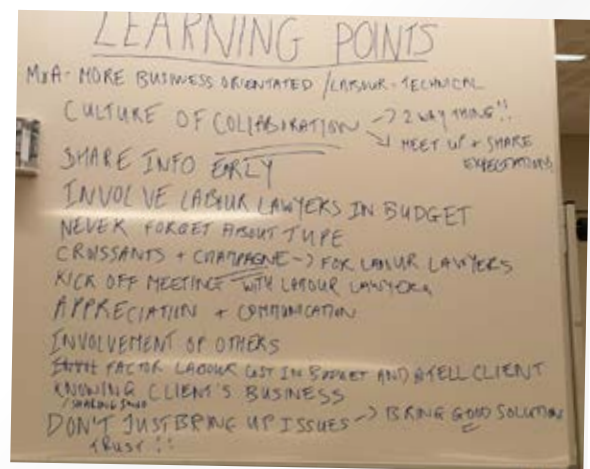 LEARNING POINTS
M&A - MORE BUSINESS ORIENTATED / LABOUR - TECHNICAL
CULTURE OF COLLABORATION -> 2 WAY THING!!
-> MEET UP + SHARE
EXPECTATIONS
SHARE INFO EARLY
INVOLVE LABOUR LAWYERS IN BUDGET
NEVER FORGET ABOUT TUPE
CROISSANTS + CHAMPAGNE -> FOR LABOUR LAWYERS
KICK OFF MEETING WITH LABOUR LAWYERS
APPRECIATION + COMMUNICATION
INVOLVEMENT OF OTHERS
FACTOR LABOUR COST IN BUDGET AND TELL CLIENT
KNOWING CLIENT'S BUSINESS
DON'T JUST BRING UP ISSUES -> BRING GOOD SOLUTION
TRUST !!